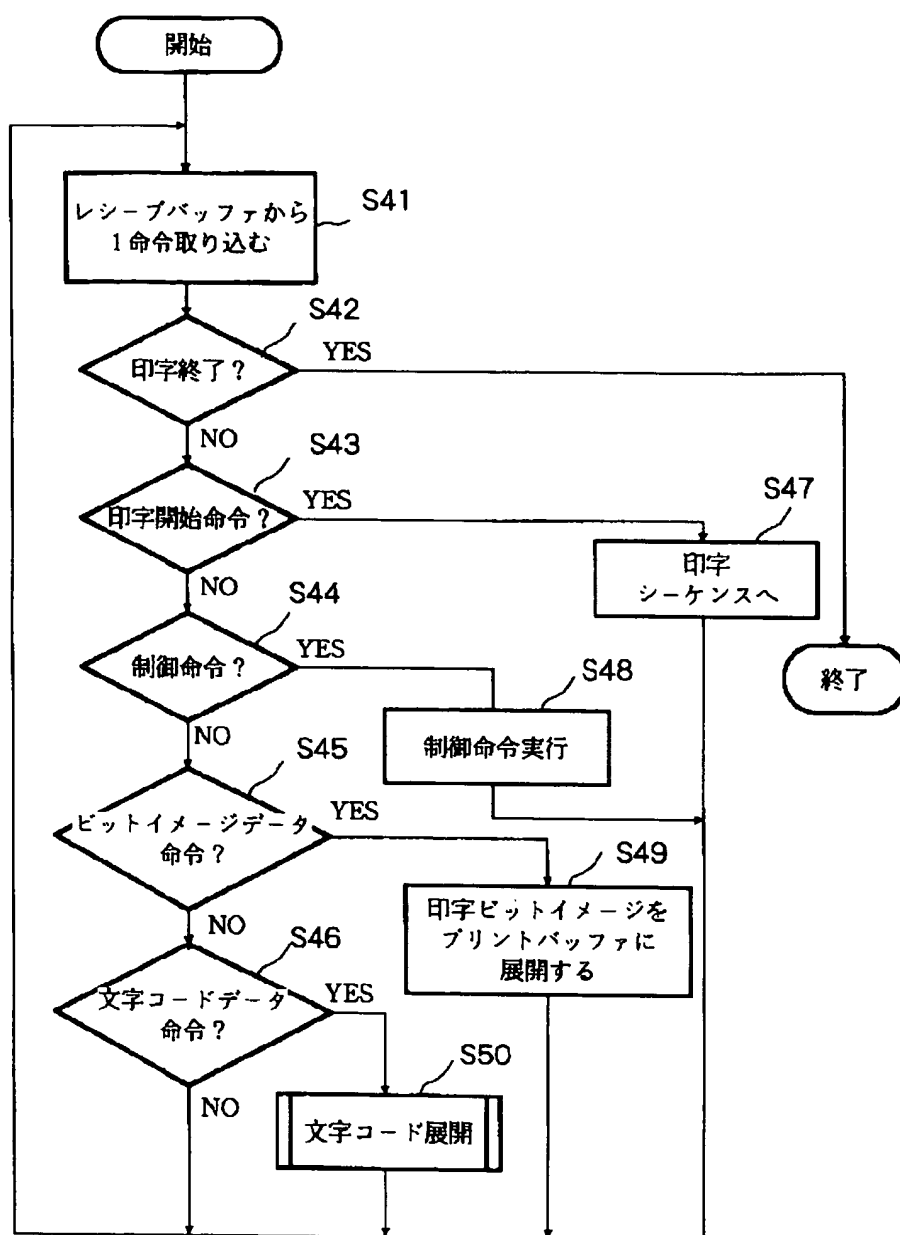 開始
レシーブバッファから
1命令取り込む
S41
印字終了?
S42
YES
NO
印字開始命令?
S43
YES
NO
印字
シーケンスへ
S47
制御命令?
S44
YES
NO
終了
制御命令実行
S48
ビットイメージデータ
命令?
S45
YES
NO
印字ビットイメージを
プリントバッファに
展開する
S49
文字コードデータ
命令?
S46
YES
NO
文字コード展開
S50